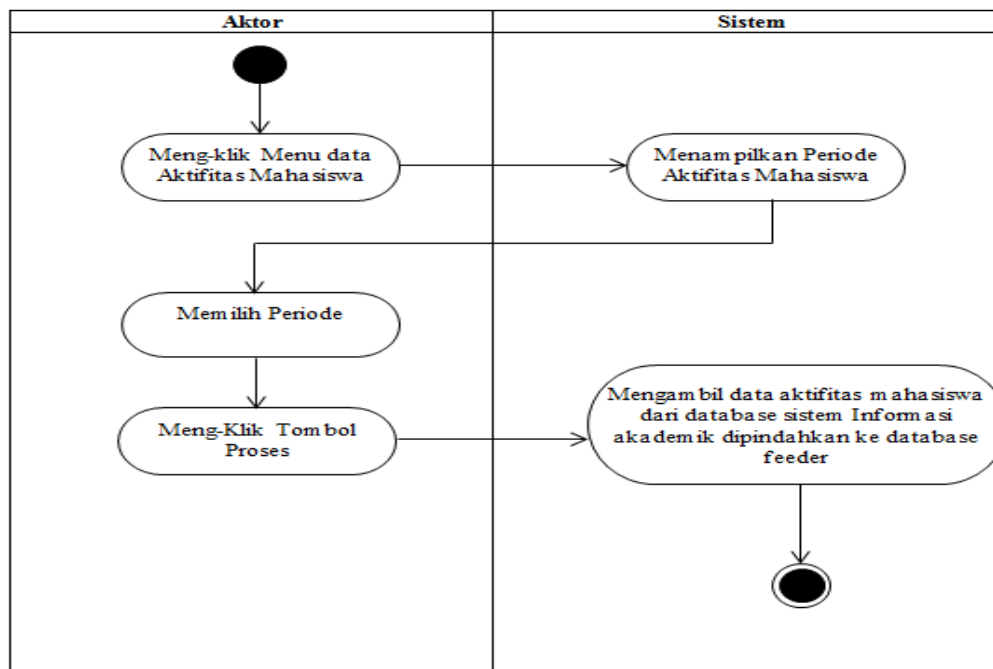 Aktor
Sistem
Meng-klik Menu data
Aktifitas Mahasiswa
Menampilkan Periode
Aktifitas Mahasiswa
Memilih Periode
Meng-Klik Tombol
Proses
Mengambil data aktifitas mahasiswa
dari database sistem Informasi
akademik dipindahkan ke database
feeder